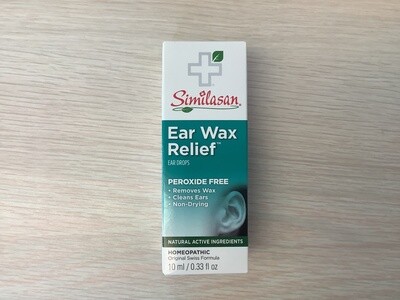 Similasan®
Ear Wax
Relief™
EAR DROPS
PEROXIDE FREE
• Removes Wax
• Cleans Ears
• Non-Drying
NATURAL ACTIVE INGREDIENTS
HOMEOPATHIC
Original Swiss Formula
10 ml / 0.33 fl oz